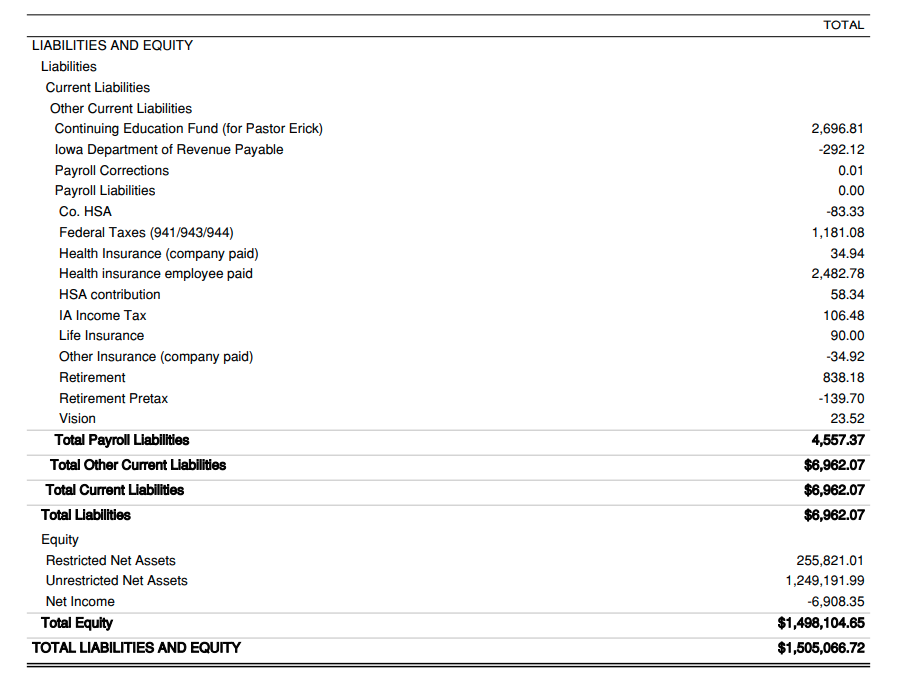 TOTAL
LIABILITIES AND EQUITY
Liabilities
Current Liabilities
Other Current Liabilities
Continuing Education Fund (for Pastor Erick) 2,696.81
Iowa Department of Revenue Payable -292.12
Payroll Corrections 0.01
Payroll Liabilities 0.00
Co. HSA -83.33
Federal Taxes (941/943/944) 1,181.08
Health Insurance (company paid) 34.94
Health insurance employee paid 2,482.78
HSA contribution 58.34
IA Income Tax 106.48
Life Insurance 90.00
Other Insurance (company paid) -34.92
Retirement 838.18
Retirement Pretax -139.70
Vision 23.52
Total Payroll Liabilities 4,557.37
Total Other Current Liabilities $6,962.07
Total Current Liabilities $6,962.07
Total Liabilities $6,962.07
Equity
Restricted Net Assets 255,821.01
Unrestricted Net Assets 1,249,191.99
Net Income -6,908.35
Total Equity $1,498,104.65
TOTAL LIABILITIES AND EQUITY $1,505,066.72